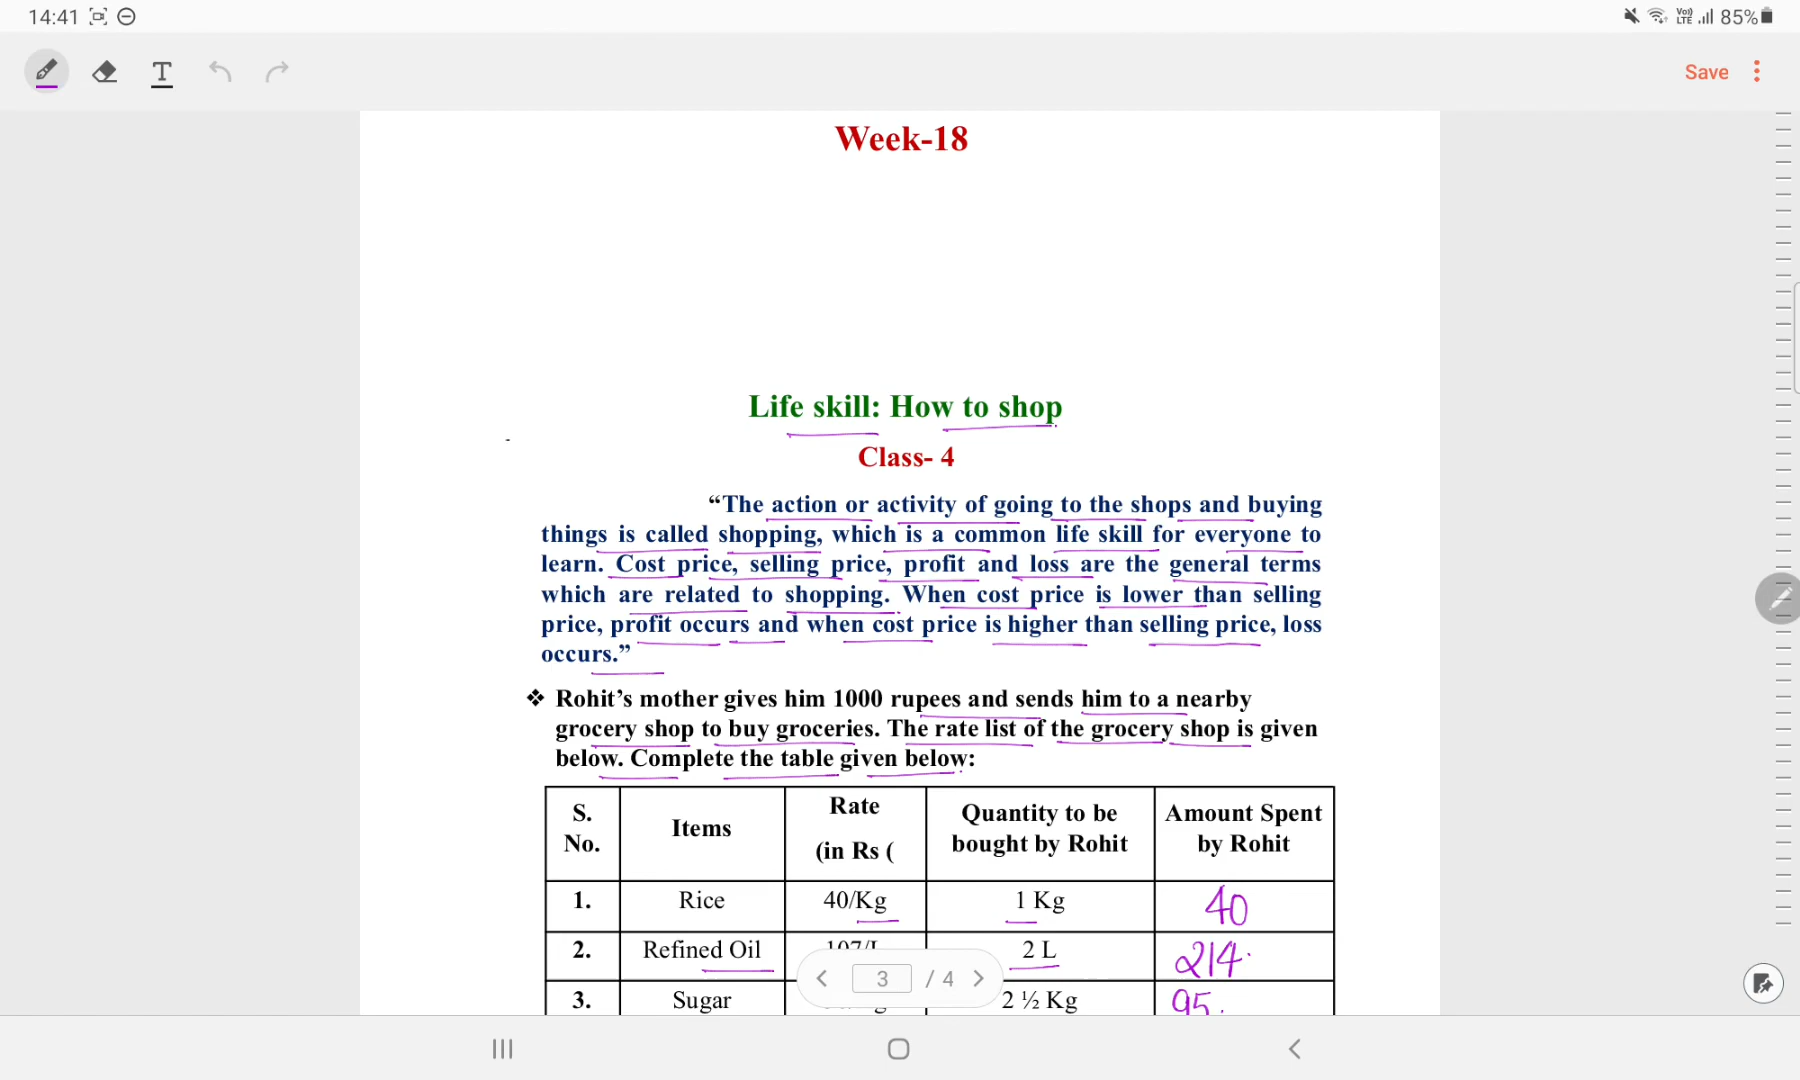 14:41
Vo))
LTE
85%
T
Save
Week-18
Life skill: How to shop
Class- 4
“The action or activity of going to the shops and buying
things is called shopping, which is a common life skill for everyone to
learn. Cost price, selling price, profit and loss are the general terms
which are related to shopping. When cost price is lower than selling
price, profit occurs and when cost price is higher than selling price, loss
occurs.”
❖ Rohit’s mother gives him 1000 rupees and sends him to a nearby
grocery shop to buy groceries. The rate list of the grocery shop is given
below. Complete the table given below:
S. No. Items Rate (in Rs ( Quantity to be bought by Rohit Amount Spent by Rohit
1. Rice 40/Kg 1 Kg 40
2. Refined Oil 107/L 2 L 214.
3. Sugar 2 ½ Kg 95.
3 / 4